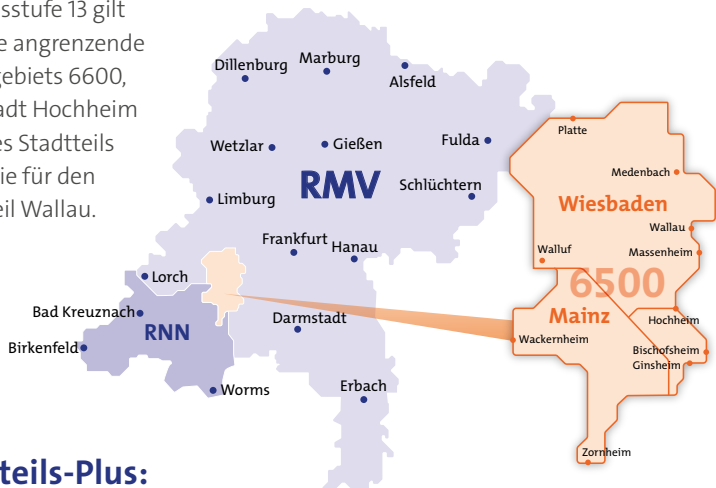 sstufe 13 gilt
e angrenzende
gebiets 6600,
adt Hochheim
es Stadtteils
ie für den
eil Wallau.
Dillenburg
Marburg
Alsfeld
Wetzlar
Gießen
Fulda
RMV
Schlüchtern
Limburg
Frankfurt
Hanau
Lorch
Bad Kreuznach
RNN
Darmstadt
Birkenfeld
Worms
Erbach
Platte
Medenbach
Wiesbaden
Wallau
Walluf
Massenheim
6500
Mainz
Hochheim
Wackernheim
Bischofsheim
Ginsheim
Zornheim
teils-Plus: